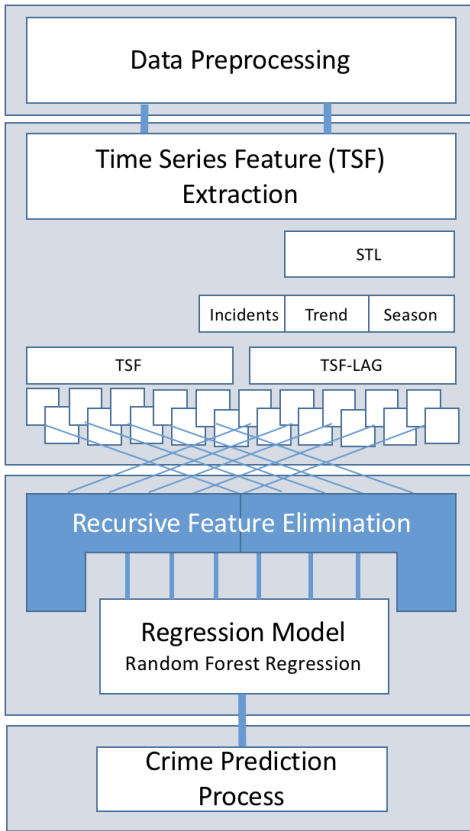 Data Preprocessing
Time Series Feature (TSF)
Extraction
STL
Incidents Trend Season
TSF TSF-LAG
Recursive Feature Elimination
Regression Model
Random Forest Regression
Crime Prediction
Process